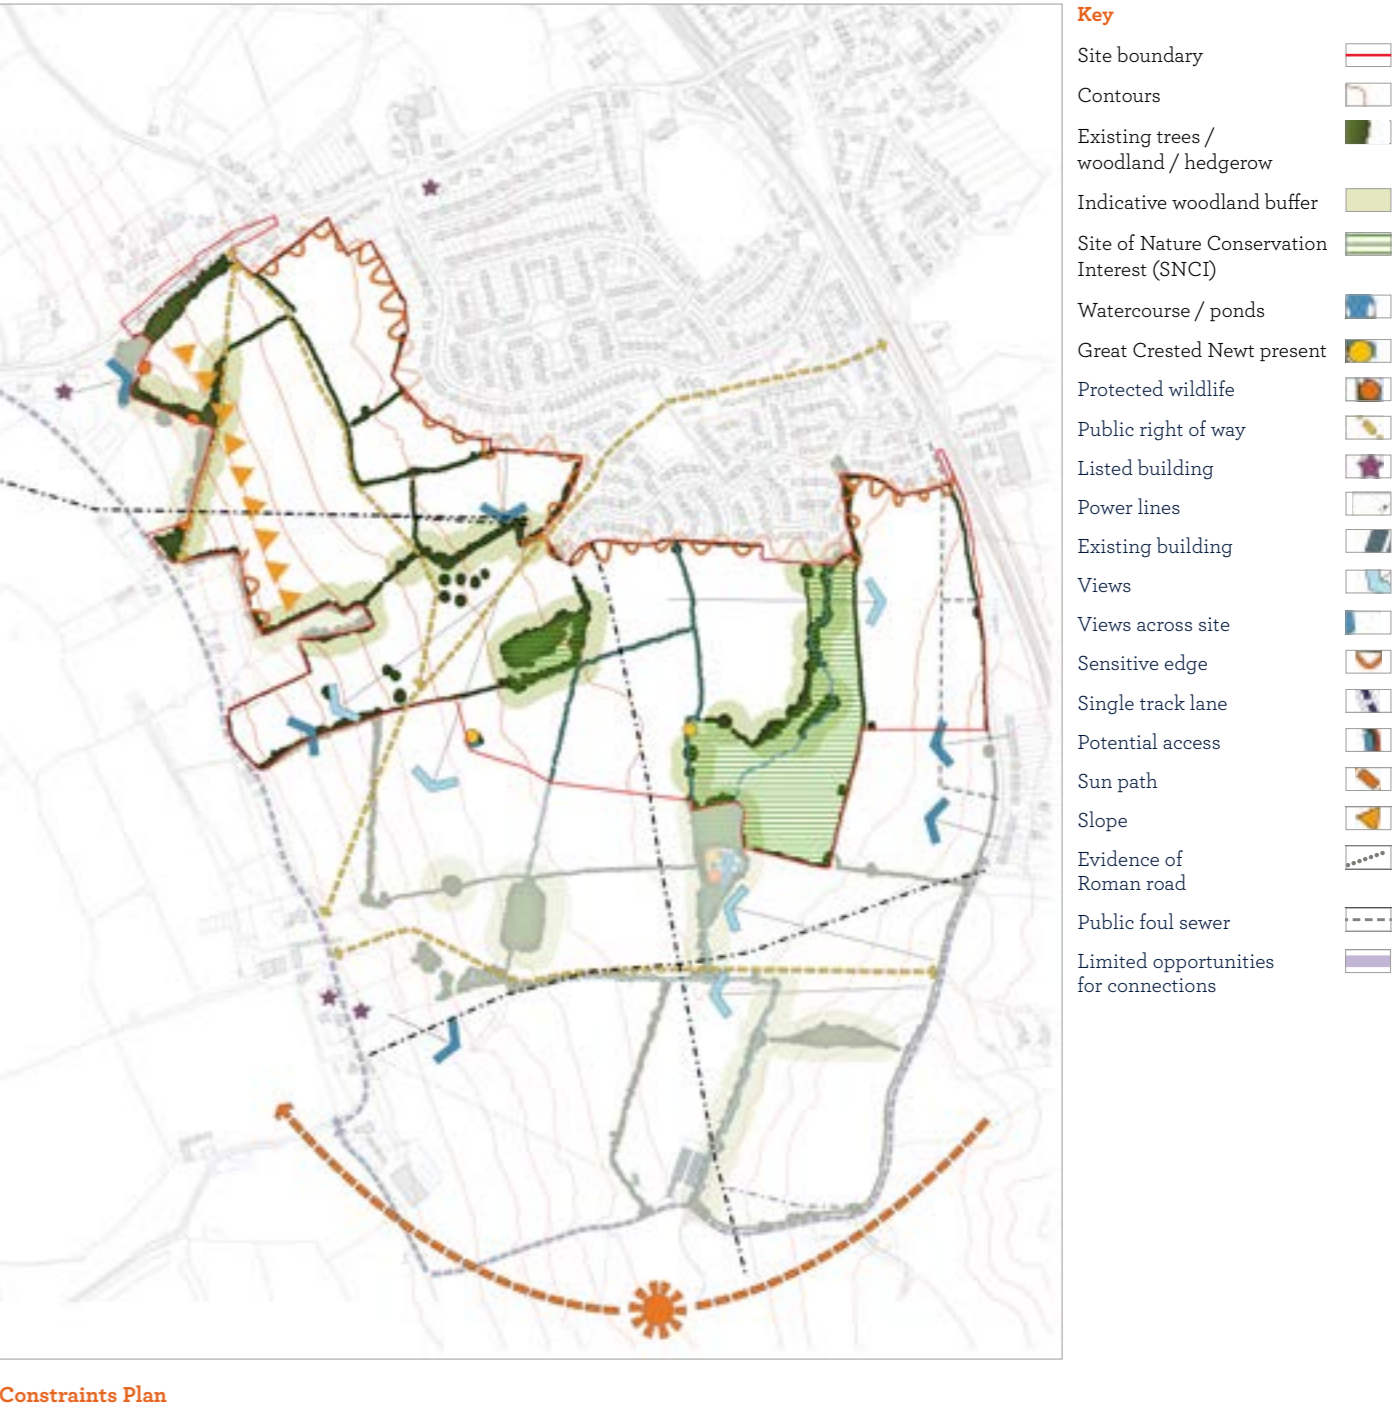 Key
Site boundary
Contours
Existing trees /
woodland / hedgerow
Indicative woodland buffer
Site of Nature Conservation
Interest (SNCI)
Watercourse / ponds
Great Crested Newt present
Protected wildlife
Public right of way
Listed building
Power lines
Existing building
Views
Views across site
Sensitive edge
Single track lane
Potential access
Sun path
Slope
Evidence of
Roman road
Public foul sewer
Limited opportunities
for connections
Constraints Plan